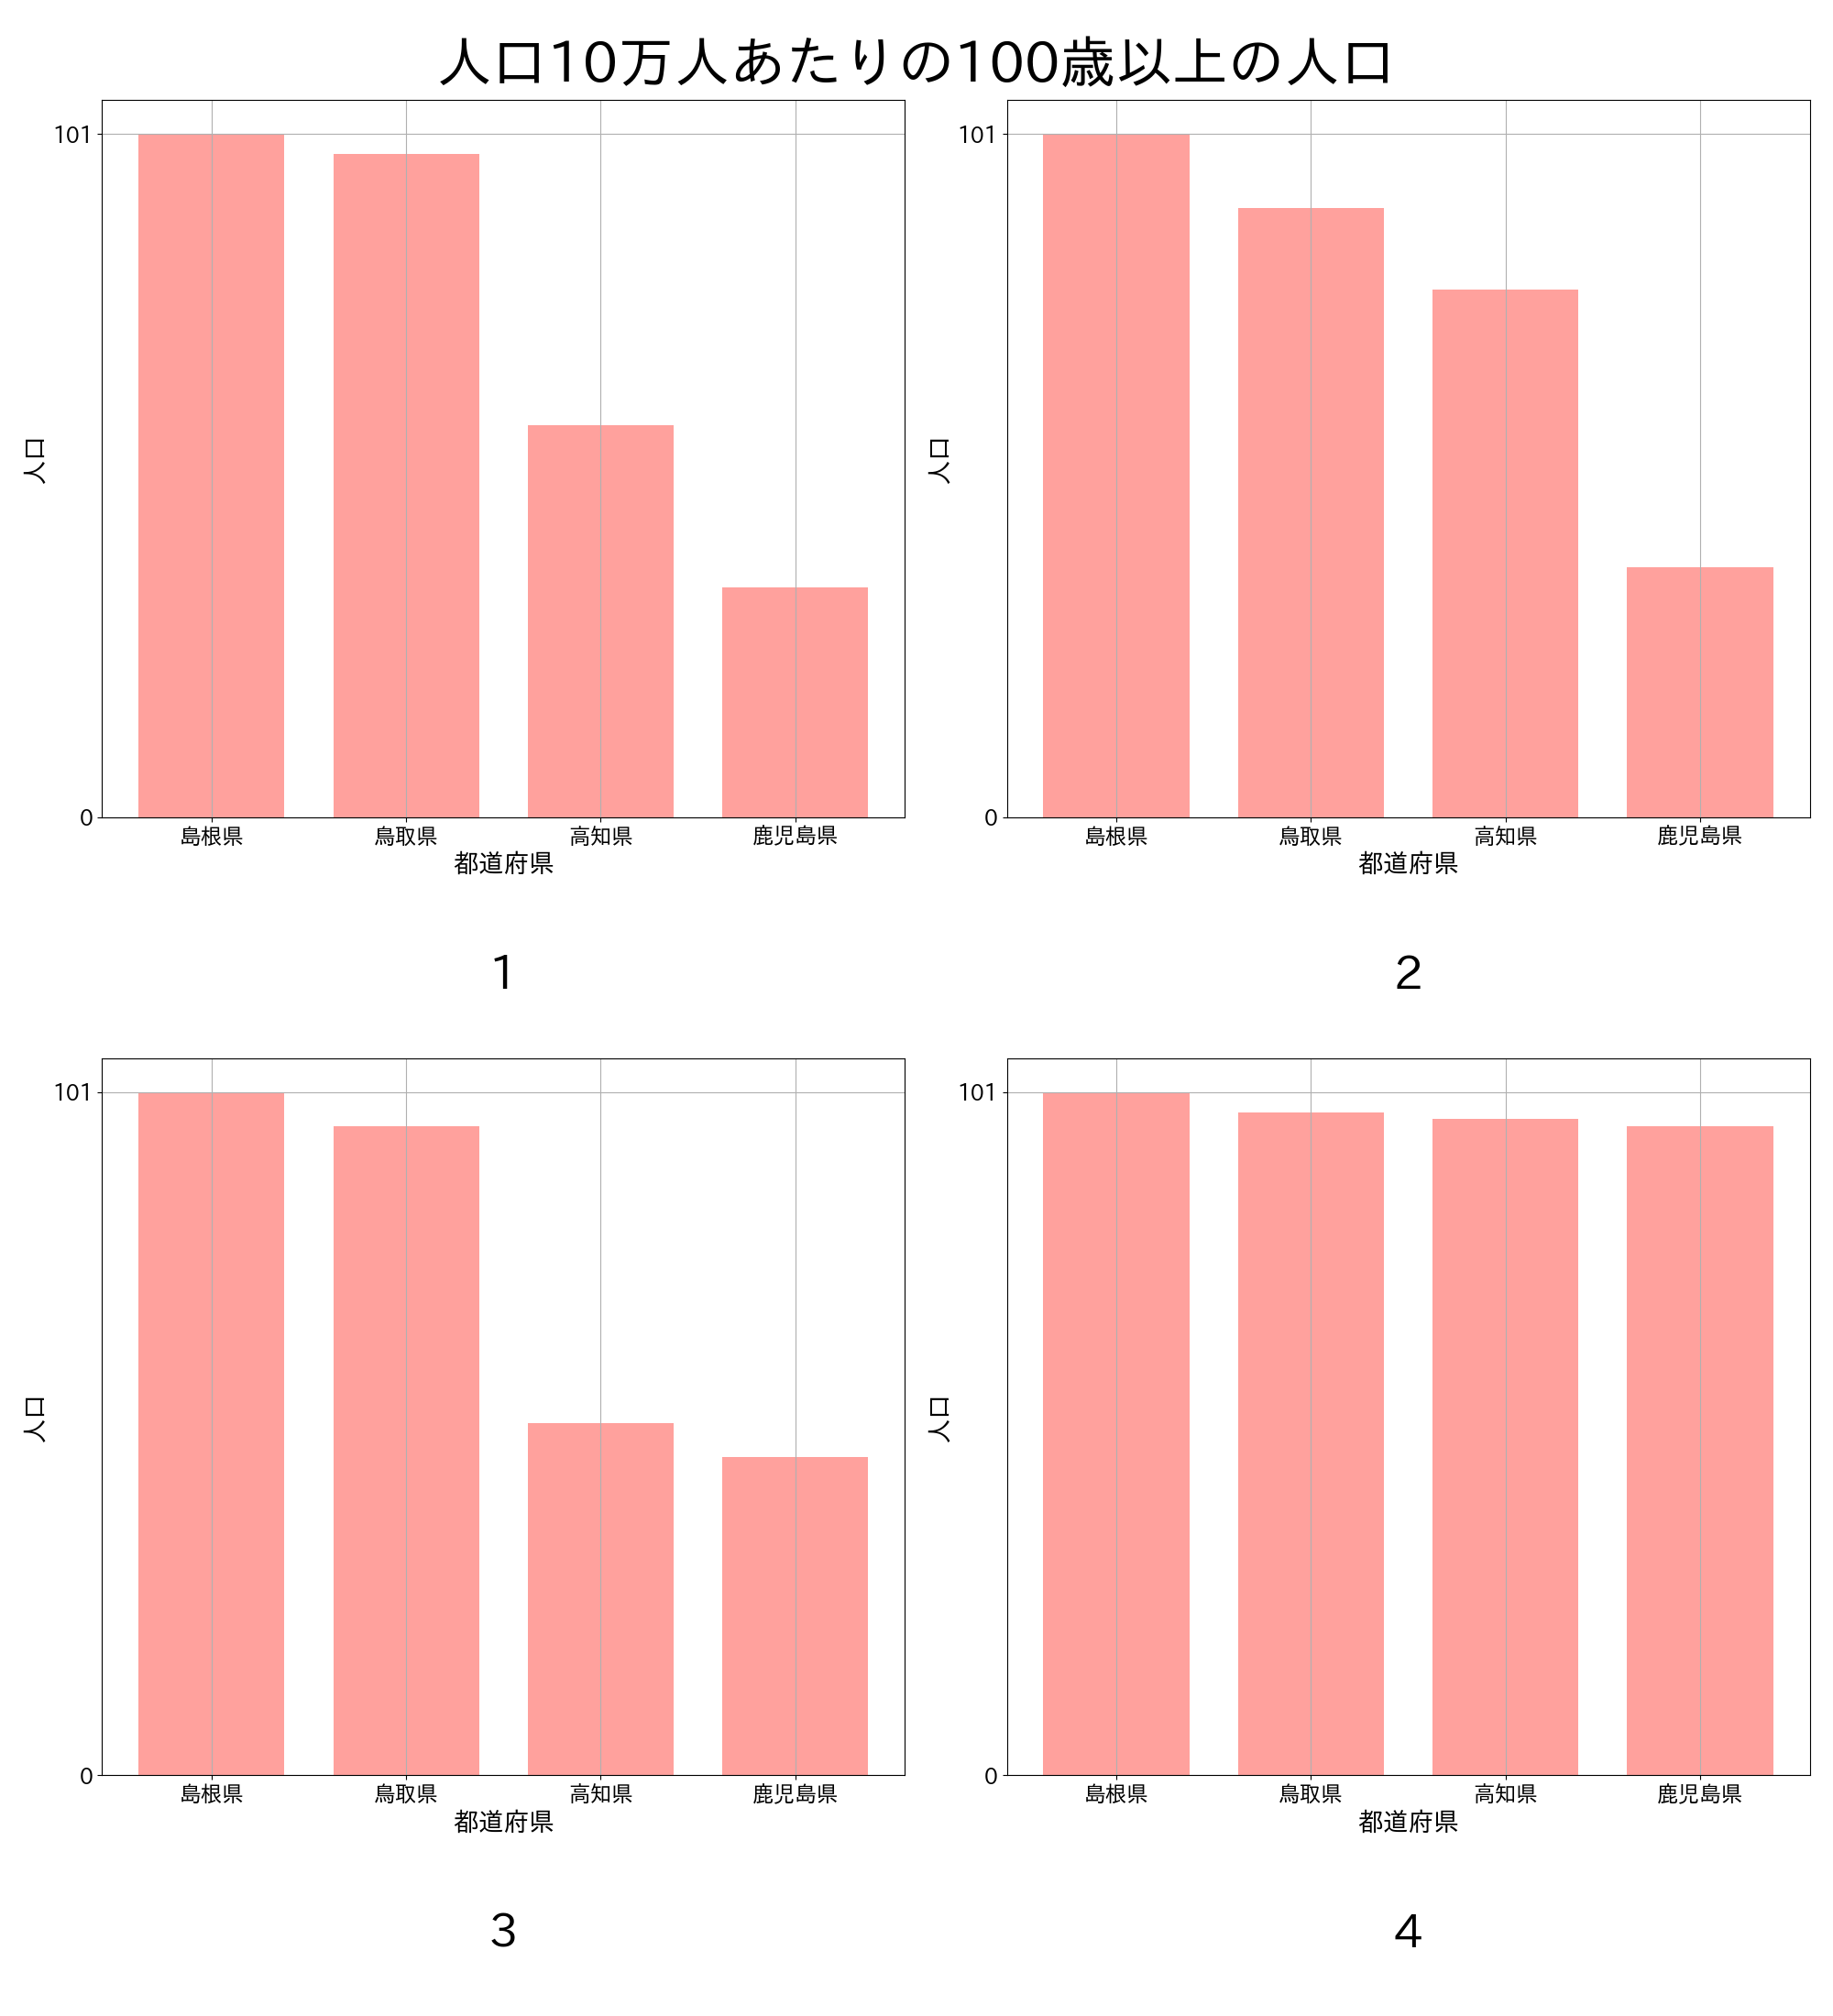 人口10万人あたりの100歳以上の人口
101
人口
0
島根県 鳥取県 高知県 鹿児島県
都道府県
1
101
人口
0
島根県 鳥取県 高知県 鹿児島県
都道府県
2
101
人口
0
島根県 鳥取県 高知県 鹿児島県
都道府県
3
101
人口
0
島根県 鳥取県 高知県 鹿児島県
都道府県
4